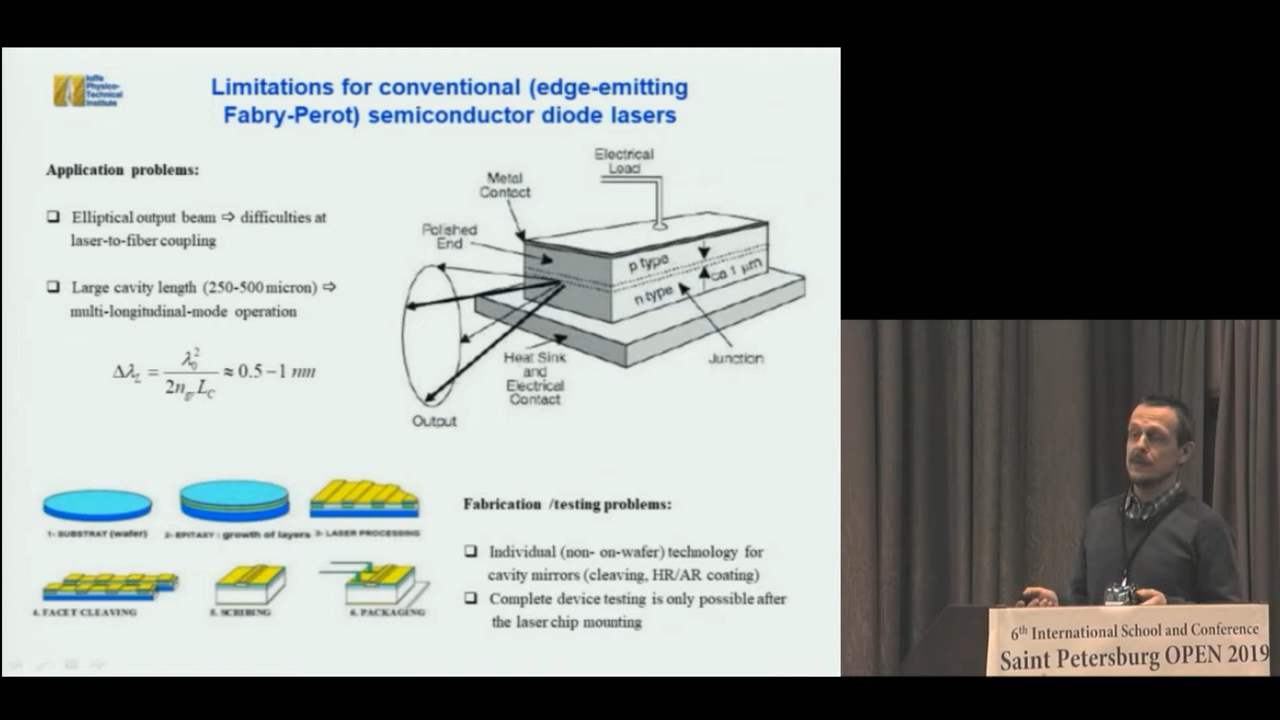 Ioffe
Physico-
Technical
Institute
Limitations for conventional (edge-emitting
Fabry-Perot) semiconductor diode lasers
Application problems:
❑ Elliptical output beam ⇨ difficulties at
laser-to-fiber coupling
❑ Large cavity length (250-500 micron) ⇨
multi-longitudinal-mode operation
Δλ_L = λ₀² / 2n_gr L_C ≈ 0.5 – 1 nm
Electrical
Load
Metal
Contact
Polished
End
p type
ca 1 μm
n type
Heat Sink
and
Electrical
Contact
Junction
Output
1- SUBSTRAT (wafer)
2- EPITAXY : growth of layers
3- LASER PROCESSING
4. FACET CLEAVING
5. SCRIBING
6. PACKAGING
Fabrication /testing problems:
❑ Individual (non- on-wafer) technology for
cavity mirrors (cleaving, HR/AR coating)
❑ Complete device testing is only possible after
the laser chip mounting
6th International School and Conference
Saint Petersburg OPEN 2019